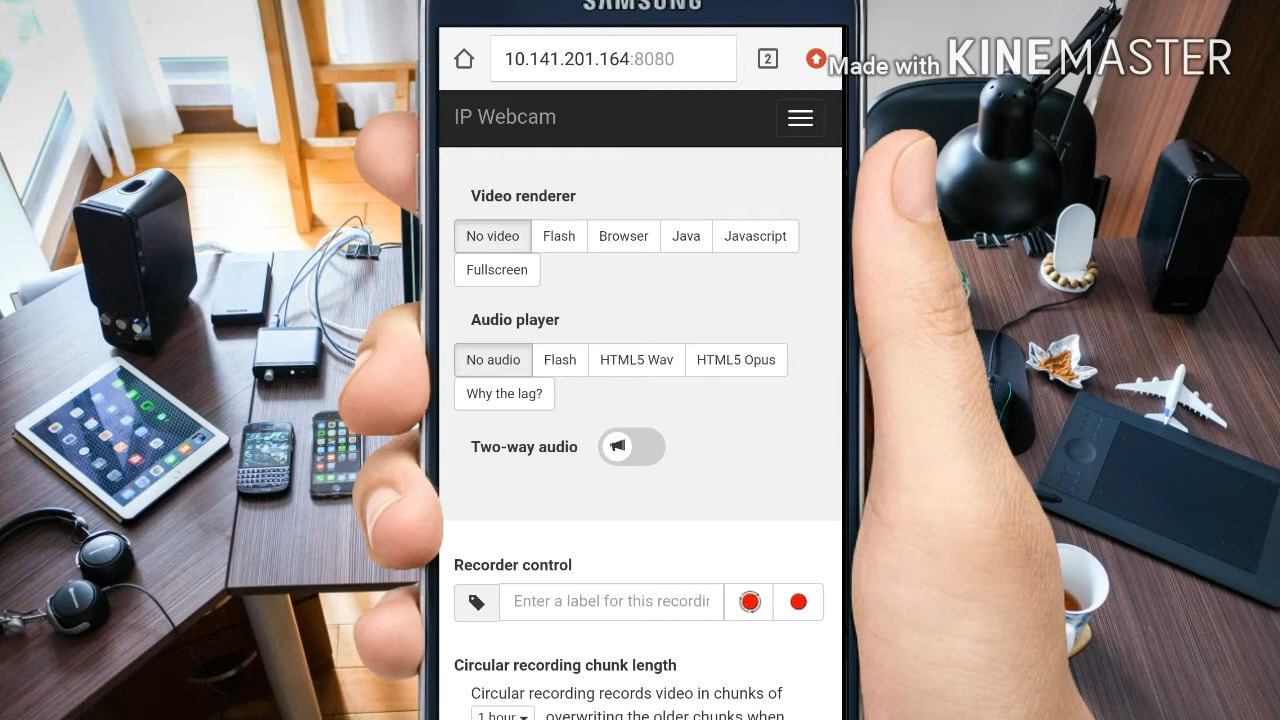 SAMSUNG
10.141.201.164:8080
2
Made with KINEMASTER
IP Webcam
Video renderer
No video Flash Browser Java Javascript
Fullscreen
Audio player
No audio Flash HTML5 Wav HTML5 Opus
Why the lag?
Two-way audio
Recorder control
Enter a label for this recordin
Circular recording chunk length
Circular recording records video in chunks of
1 hour overwriting the older chunks when